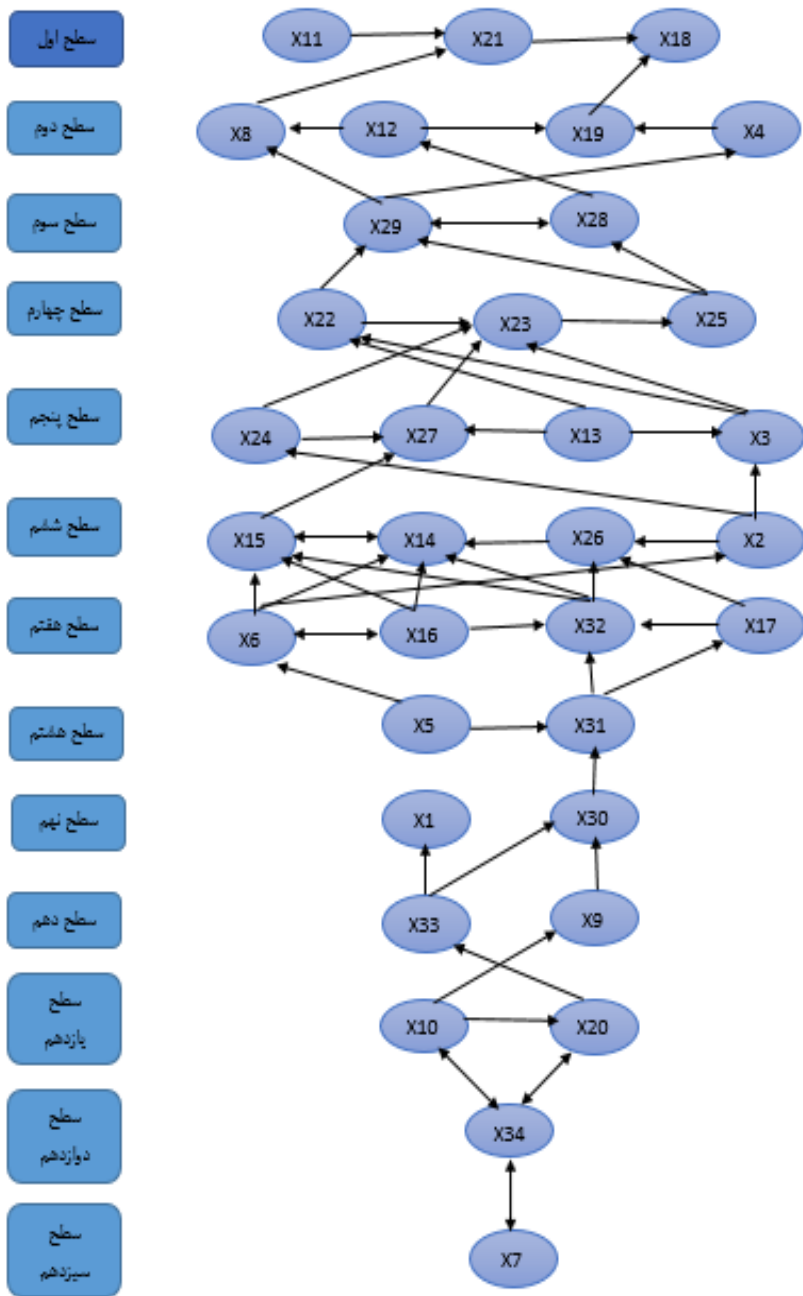 سطح اول
X11
X21
X18
سطح دوم
X8
X12
X19
X4
سطح سوم
X29
X28
سطح چهارم
X22
X23
X25
سطح پنجم
X24
X27
X13
X3
سطح ششم
X15
X14
X26
X2
سطح هفتم
X6
X16
X32
X17
سطح هشتم
X5
X31
سطح نهم
X1
X30
سطح دهم
X33
X9
سطح
یازدهم
X10
X20
سطح
دوازدهم
X34
سطح
سیزدهم
X7